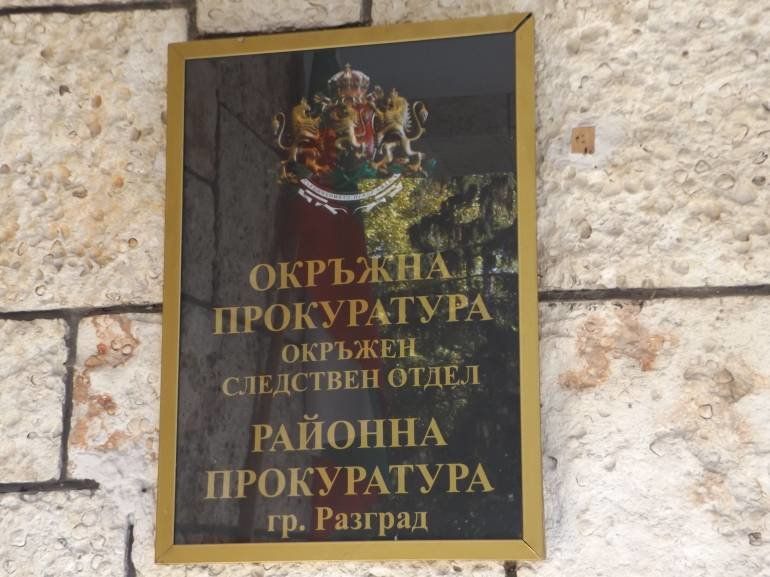 ОКРЪЖНА
ПРОКУРАТУРА
ОКРЪЖЕН
СЛЕДСТВЕН ОТДЕЛ
РАЙОННА
ПРОКУРАТУРА
гр. Разград